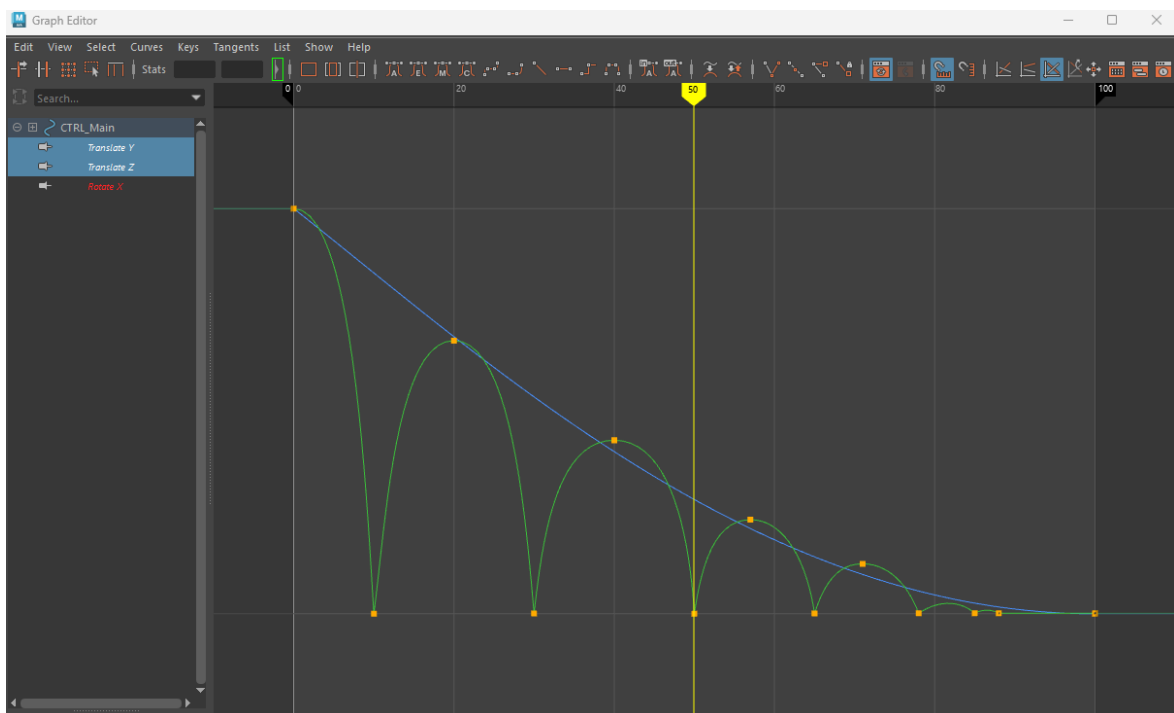 M Graph Editor
Edit View Select Curves Keys Tangents List Show Help
Stats
Search...
0 0 20 40 50 60 80 100
CTRL_Main
Translate Y
Translate Z
Rotate X